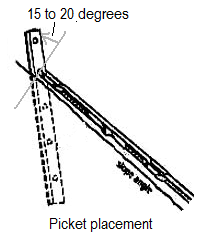 15 to 20 degrees
slope angle
Picket placement